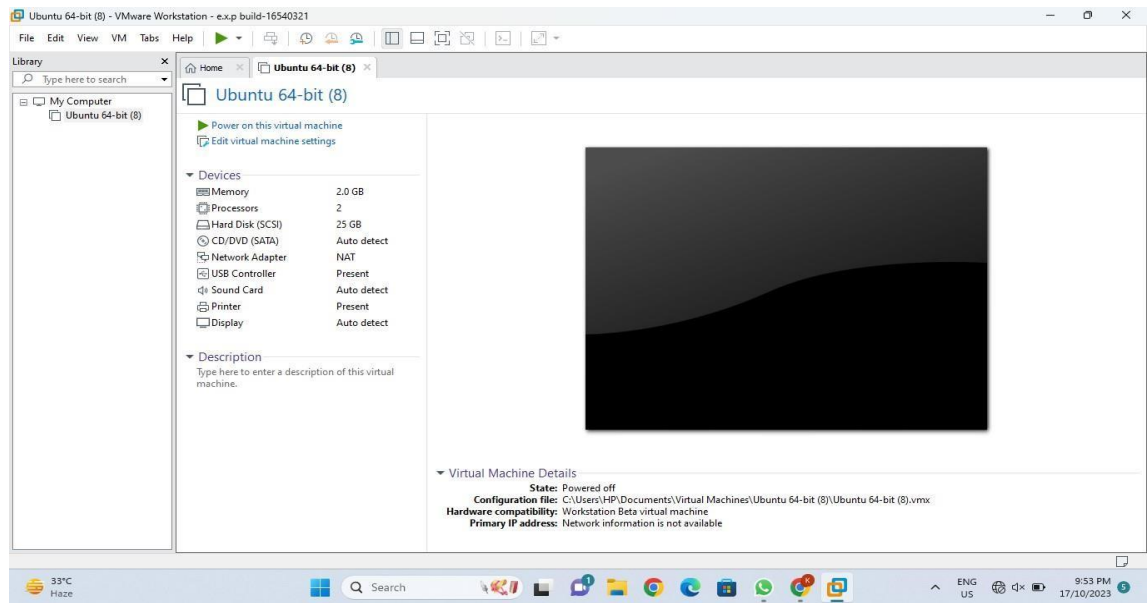 Ubuntu 64-bit (8) - VMware Workstation - e.x.p build-16540321
File Edit View VM Tabs Help
Library
Type here to search
My Computer
Ubuntu 64-bit (8)
Home
Ubuntu 64-bit (8)
Ubuntu 64-bit (8)
Power on this virtual machine
Edit virtual machine settings
Devices
Memory 2.0 GB
Processors 2
Hard Disk (SCSI) 25 GB
CD/DVD (SATA) Auto detect
Network Adapter NAT
USB Controller Present
Sound Card Auto detect
Printer Present
Display Auto detect
Description
Type here to enter a description of this virtual
machine.
Virtual Machine Details
State: Powered off
Configuration file: C:\Users\HP\Documents\Virtual Machines\Ubuntu 64-bit (8)\Ubuntu 64-bit (8).vmx
Hardware compatibility: Workstation Beta virtual machine
Primary IP address: Network information is not available
33°C
Haze
Search
1
K
ENG
US
9:53 PM
17/10/2023
5